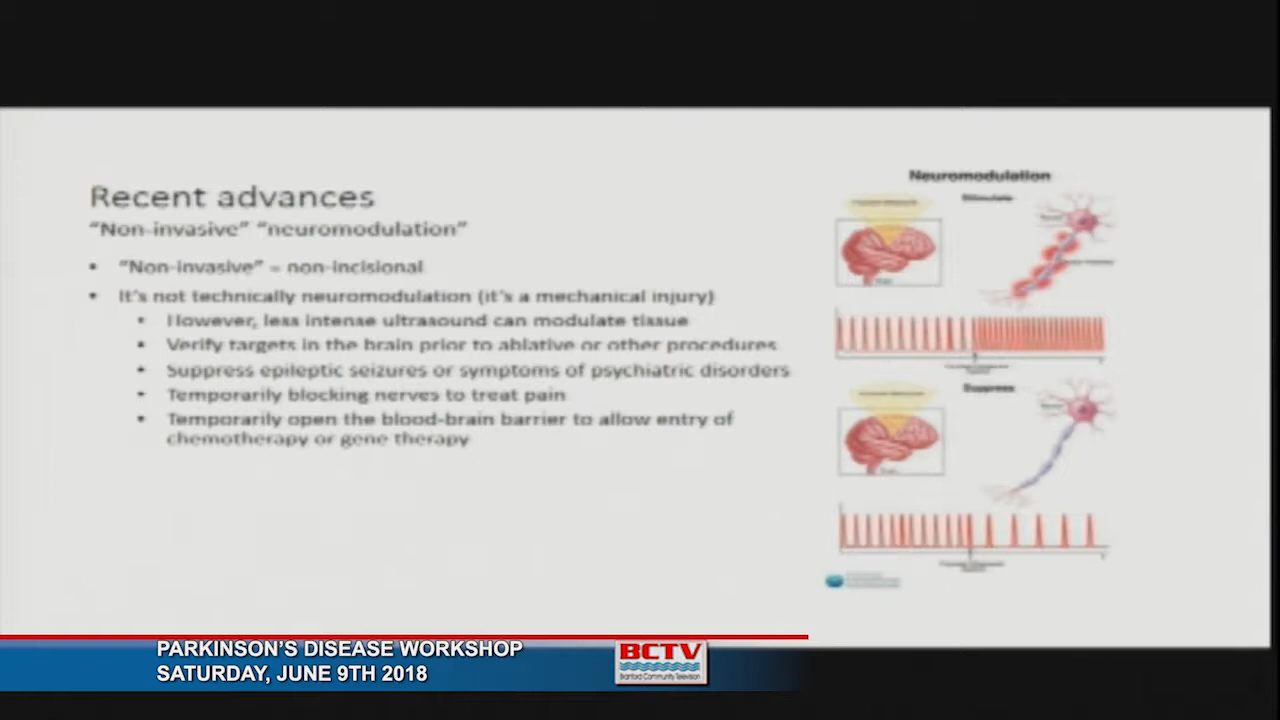 Recent advances
“Non-invasive” “neuromodulation”
• “Non-invasive” = non-incisional
• It’s not technically neuromodulation (it’s a mechanical injury)
• However, less intense ultrasound can modulate tissue
• Verify targets in the brain prior to ablative or other procedures
• Suppress epileptic seizures or symptoms of psychiatric disorders
• Temporarily blocking nerves to treat pain
• Temporarily open the blood-brain barrier to allow entry of
chemotherapy or gene therapy
Neuromodulation
Stimulate
Suppress
PARKINSON’S DISEASE WORKSHOP
SATURDAY, JUNE 9TH 2018
BCTV
Branford Community Television